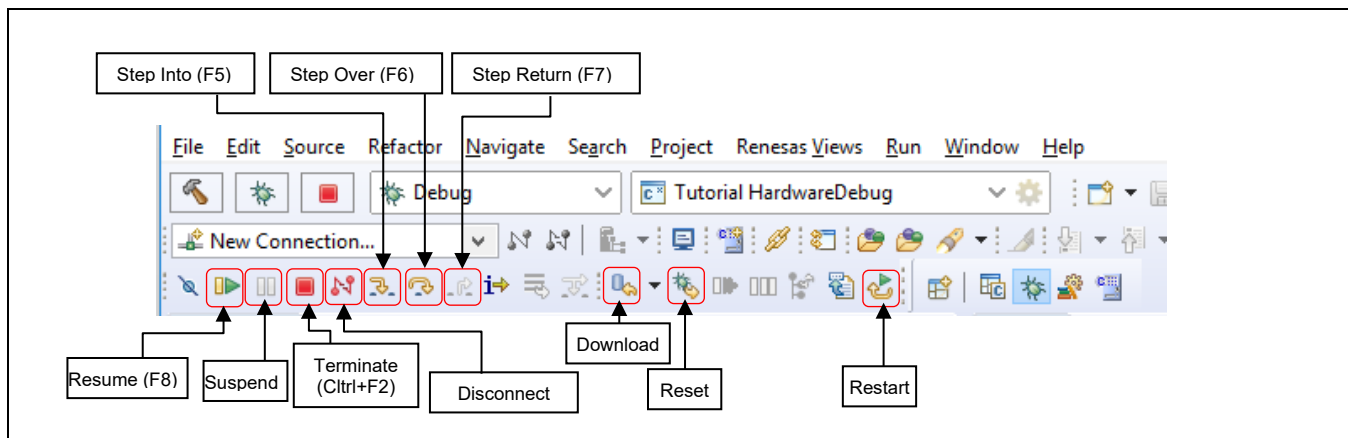 Step Into (F5)
Step Over (F6)
Step Return (F7)
File Edit Source Refactor Navigate Search Project Renesas Views Run Window Help
Debug
Tutorial HardwareDebug
New Connection...
Download
Resume (F8)
Suspend
Terminate
(Cltrl+F2)
Disconnect
Reset
Restart